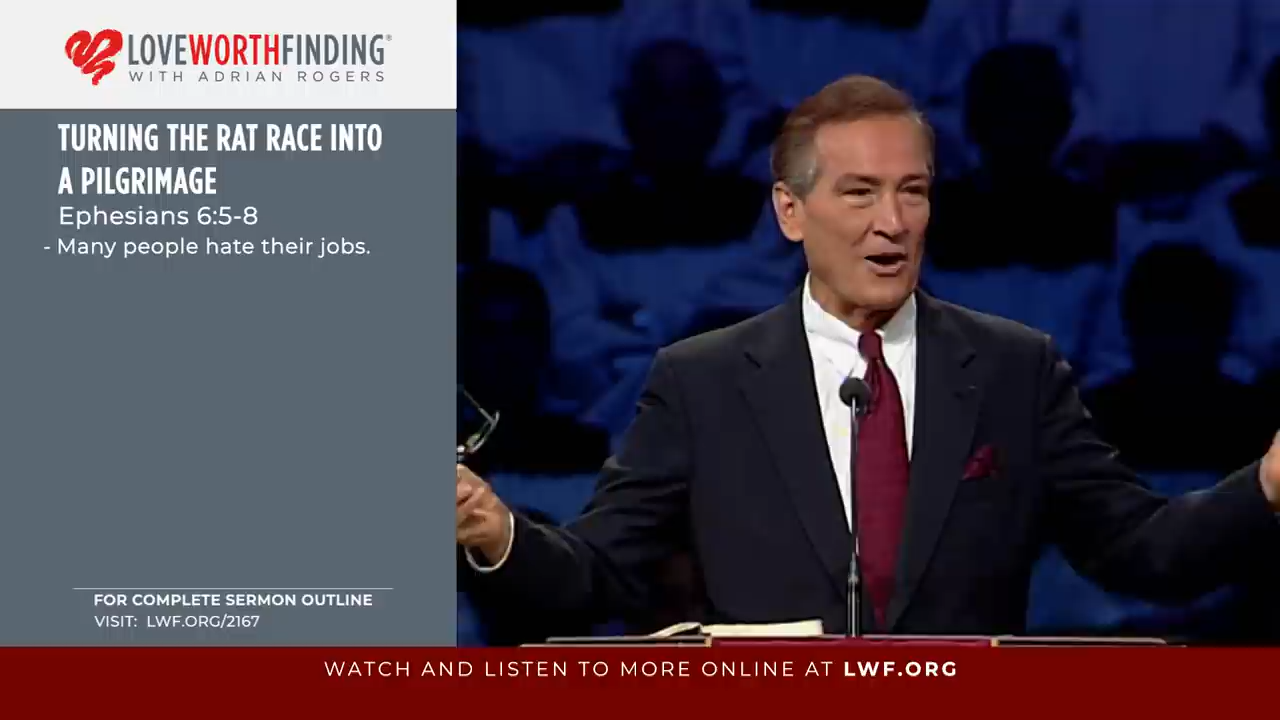 LOVEWORTHFINDING®
WITH ADRIAN ROGERS
TURNING THE RAT RACE INTO
A PILGRIMAGE
Ephesians 6:5-8
- Many people hate their jobs.
FOR COMPLETE SERMON OUTLINE
VISIT: LWF.ORG/2167
WATCH AND LISTEN TO MORE ONLINE AT LWF.ORG